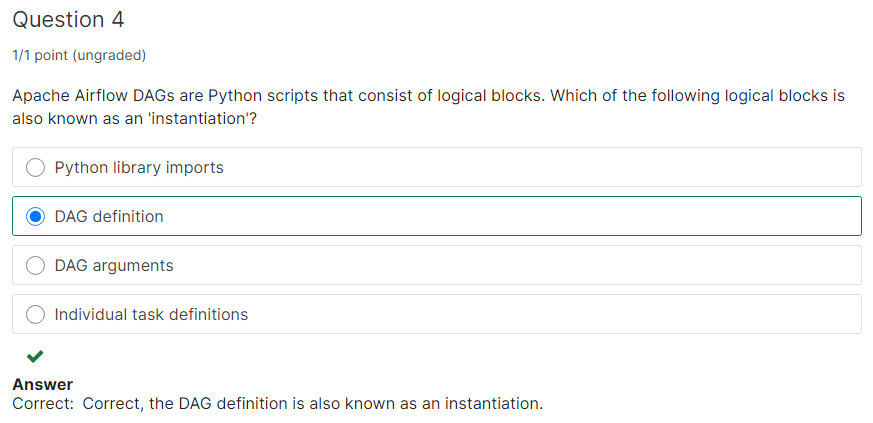 Question 4
1/1 point (ungraded)
Apache Airflow DAGs are Python scripts that consist of logical blocks. Which of the following logical blocks is
also known as an 'instantiation'?
Python library imports
DAG definition
DAG arguments
Individual task definitions
Answer
Correct: Correct, the DAG definition is also known as an instantiation.